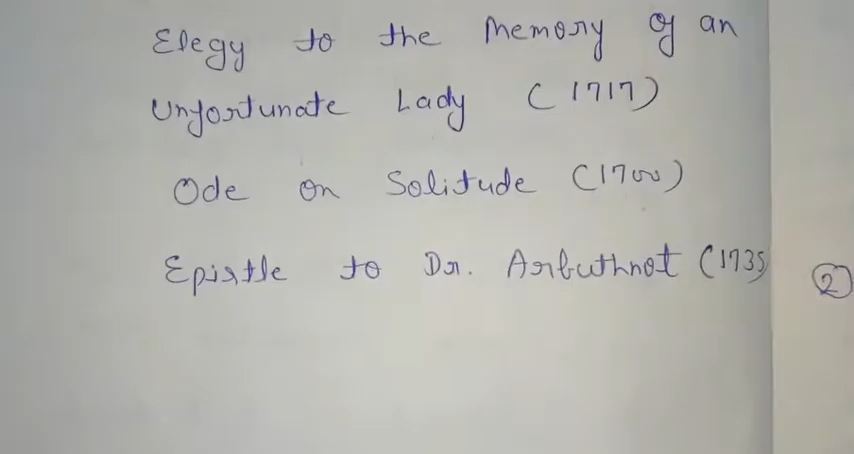 Elegy to the Memory of an
Unfortunate Lady (1717)
Ode on Solitude (1700)
Epistle to Dr. Arbuthnot (1735
2